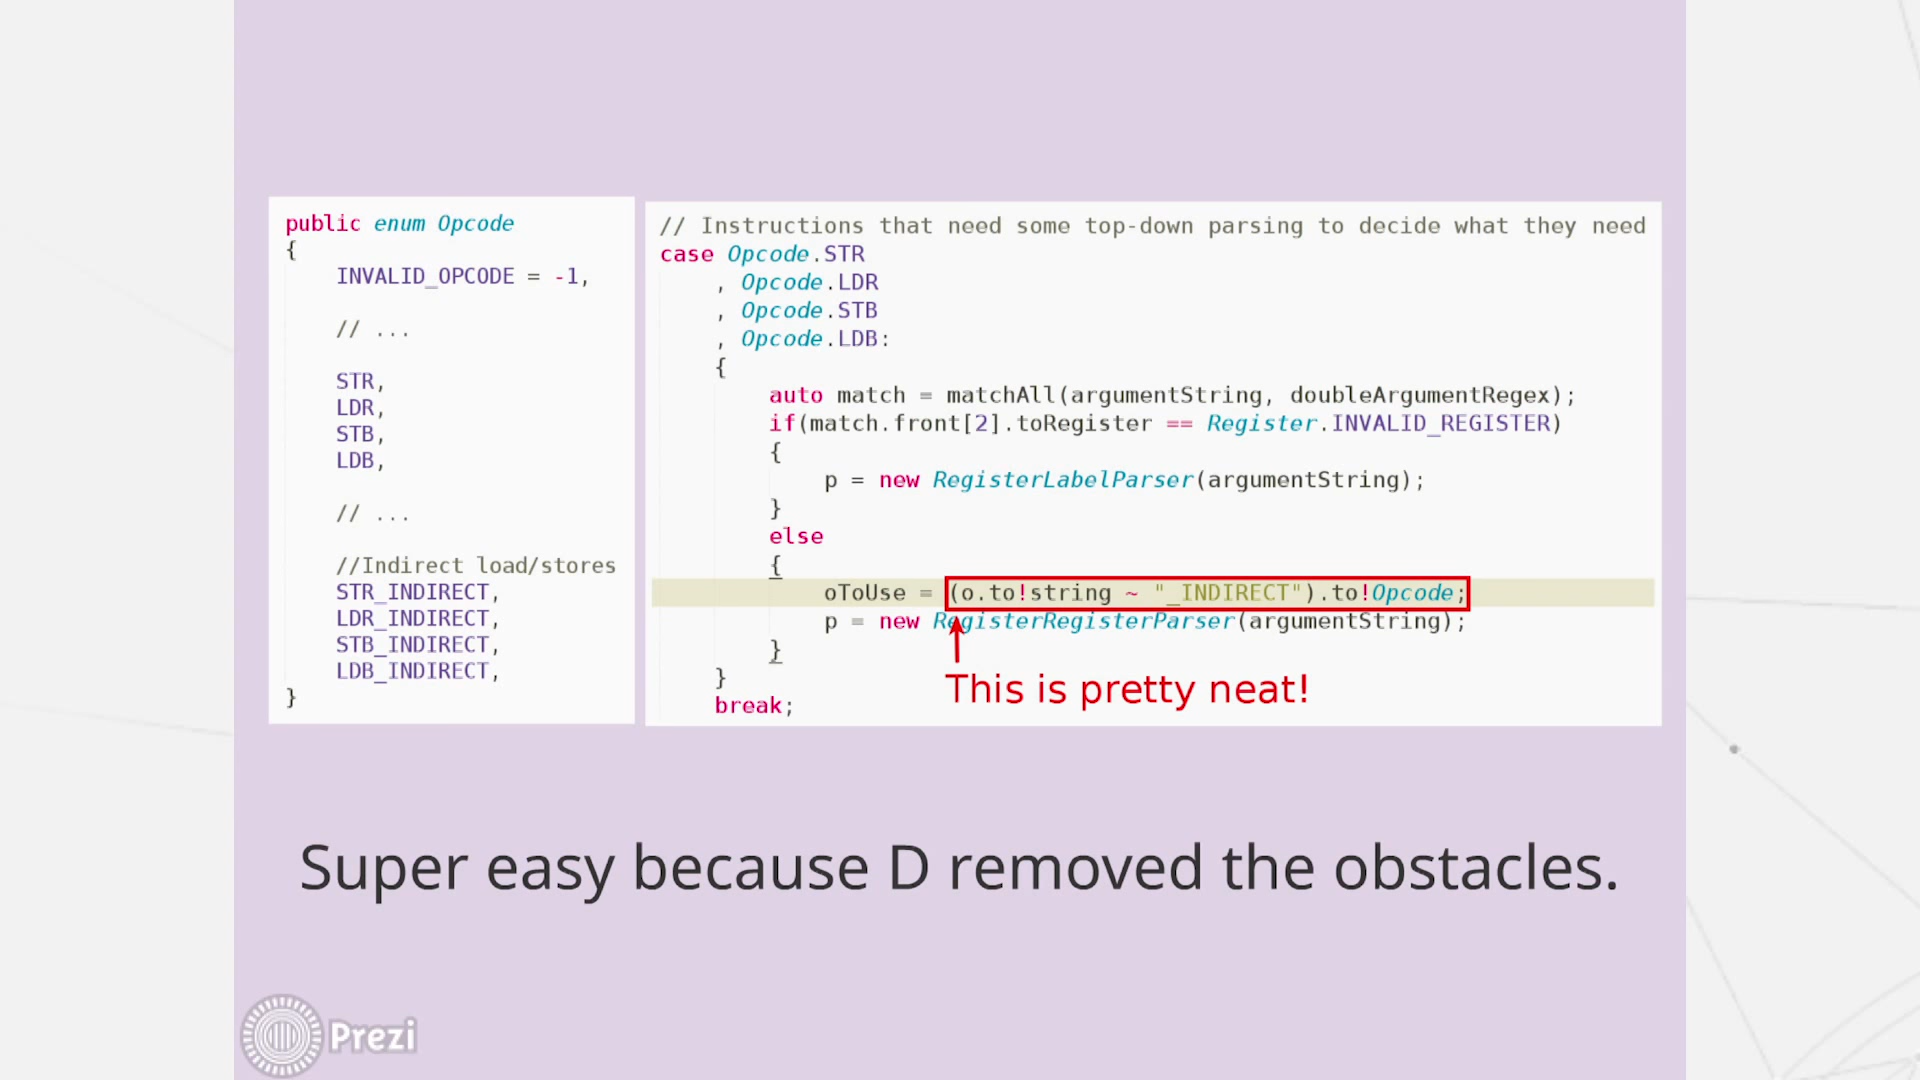 public enum Opcode
{
    INVALID_OPCODE = -1,
    // ...
    STR,
    LDR,
    STB,
    LDB,
    // ...
    //Indirect load/stores
    STR_INDIRECT,
    LDR_INDIRECT,
    STB_INDIRECT,
    LDB_INDIRECT,
}
// Instructions that need some top-down parsing to decide what they need
case Opcode.STR
    , Opcode.LDR
    , Opcode.STB
    , Opcode.LDB:
    {
        auto match = matchAll(argumentString, doubleArgumentRegex);
        if(match.front[2].toRegister == Register.INVALID_REGISTER)
        {
            p = new RegisterLabelParser(argumentString);
        }
        else
        {
            oToUse = (o.to!string ~ "_INDIRECT").to!Opcode;
            p = new RegisterRegisterParser(argumentString);
        }
    }
    break;
This is pretty neat!
Super easy because D removed the obstacles.
Prezi